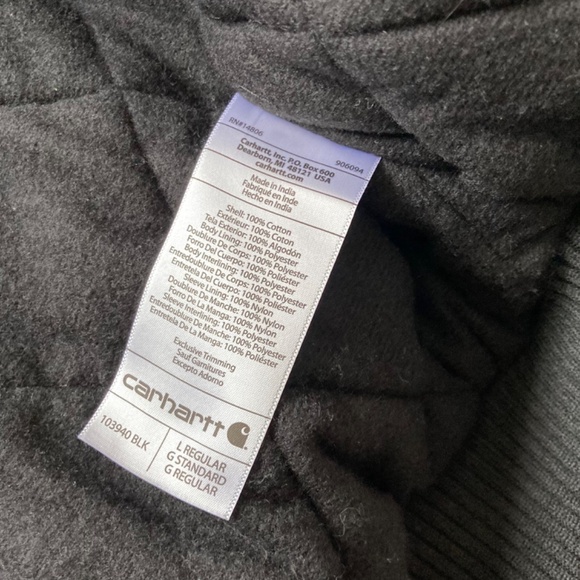 RN#14806
Carhartt, Inc. P.O. Box 600
Dearborn, MI 48121 USA
carhartt.com
906094
Made in India
Fabriqué en Inde
Hecho en India
Shell: 100% Cotton
Extérieur: 100% Coton
Tela Exterior: 100% Algodón
Body Lining: 100% Polyester
Doublure De Corps: 100% Polyester
Forro Del Cuerpo: 100% Poliéster
Body Interlining: 100% Polyester
Entredoublure De Corps: 100% Polyester
Entretela Del Cuerpo: 100% Poliéster
Sleeve Lining: 100% Nylon
Doublure De Manche: 100% Nylon
Forro De La Manga: 100% Nylon
Sleeve Interlining: 100% Polyester
Entredoublure De Manche: 100% Polyester
Entretela De La Manga: 100% Poliéster
Exclusive Trimming
Sauf Garnitures
Excepto Adorno
carhartt
103940 BLK
L REGULAR
G STANDARD
G REGULAR